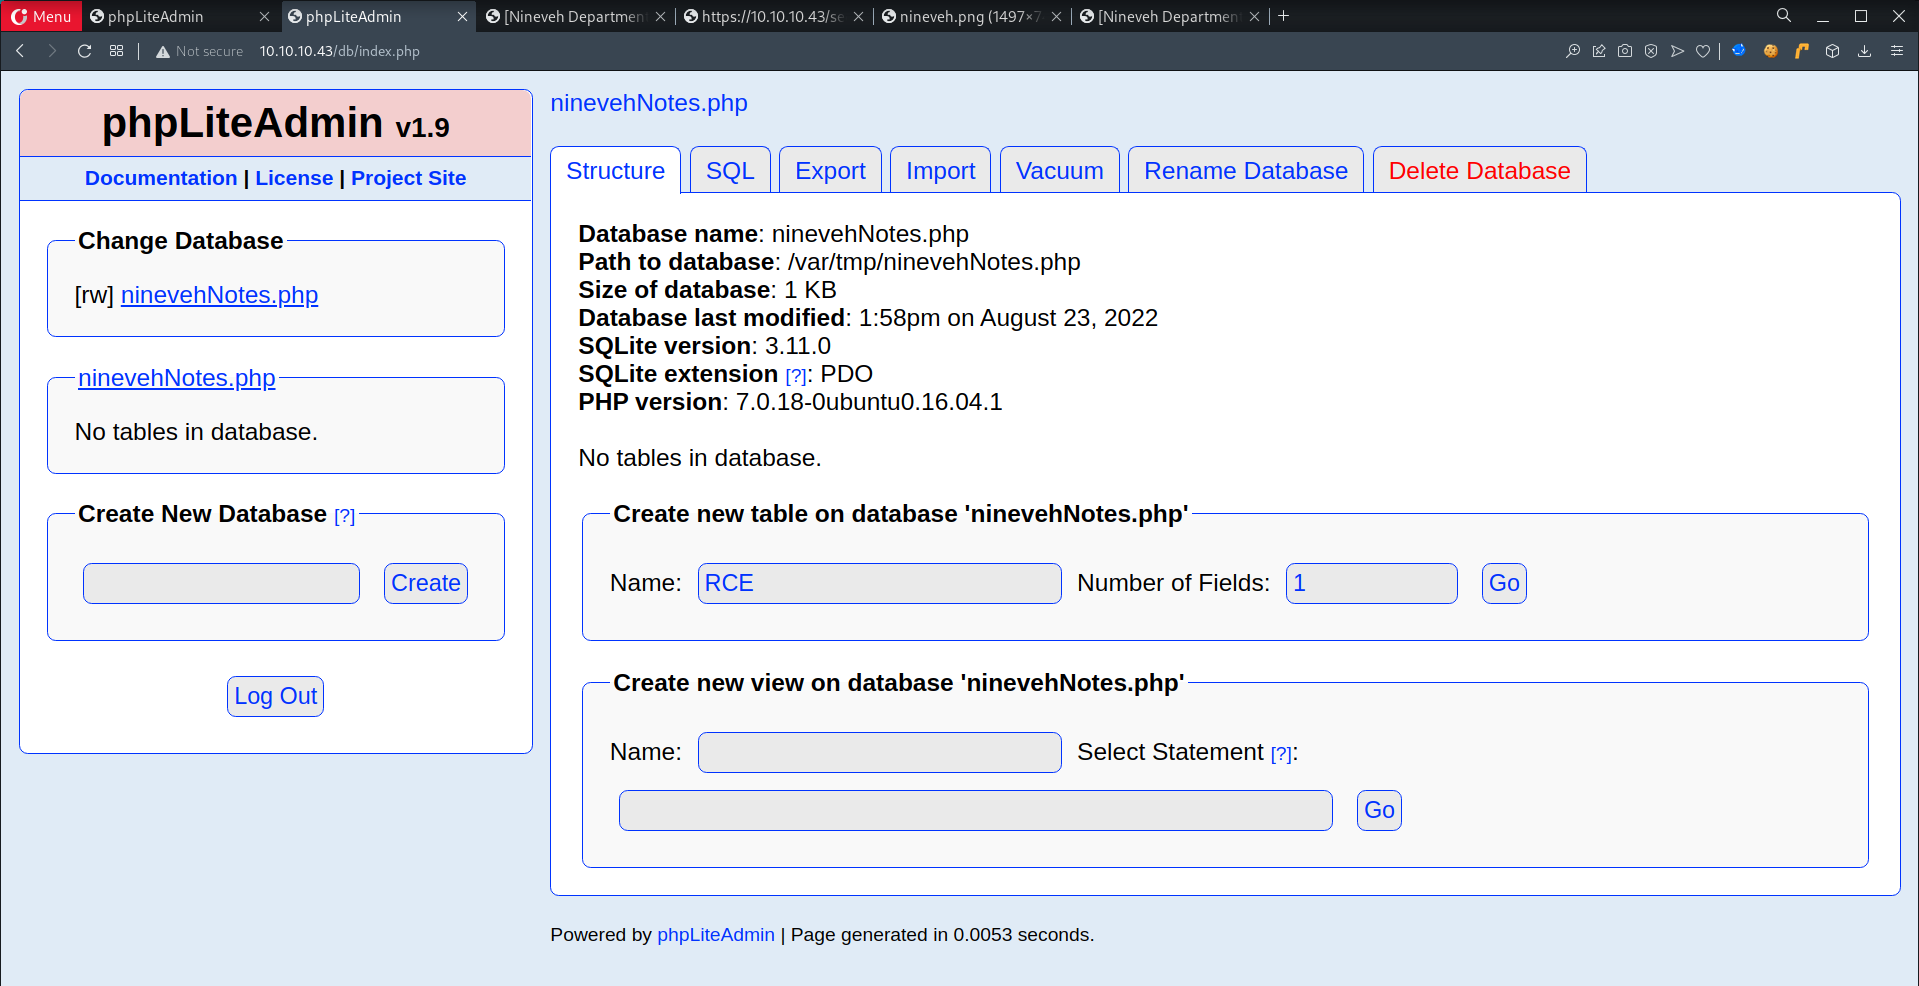 Menu
phpLiteAdmin
phpLiteAdmin
[Nineveh Departmen
https://10.10.10.43/se
nineveh.png (1497×7
[Nineveh Departmen
Not secure 10.10.10.43/db/index.php
phpLiteAdmin v1.9
Documentation | License | Project Site
Change Database
[rw] ninevehNotes.php
ninevehNotes.php
No tables in database.
Create New Database [?]
Create
Log Out
ninevehNotes.php
Structure
SQL
Export
Import
Vacuum
Rename Database
Delete Database
Database name: ninevehNotes.php
Path to database: /var/tmp/ninevehNotes.php
Size of database: 1 KB
Database last modified: 1:58pm on August 23, 2022
SQLite version: 3.11.0
SQLite extension [?]: PDO
PHP version: 7.0.18-0ubuntu0.16.04.1
No tables in database.
Create new table on database 'ninevehNotes.php'
Name: RCE Number of Fields: 1 Go
Create new view on database 'ninevehNotes.php'
Name: Select Statement [?]:
Go
Powered by phpLiteAdmin | Page generated in 0.0053 seconds.